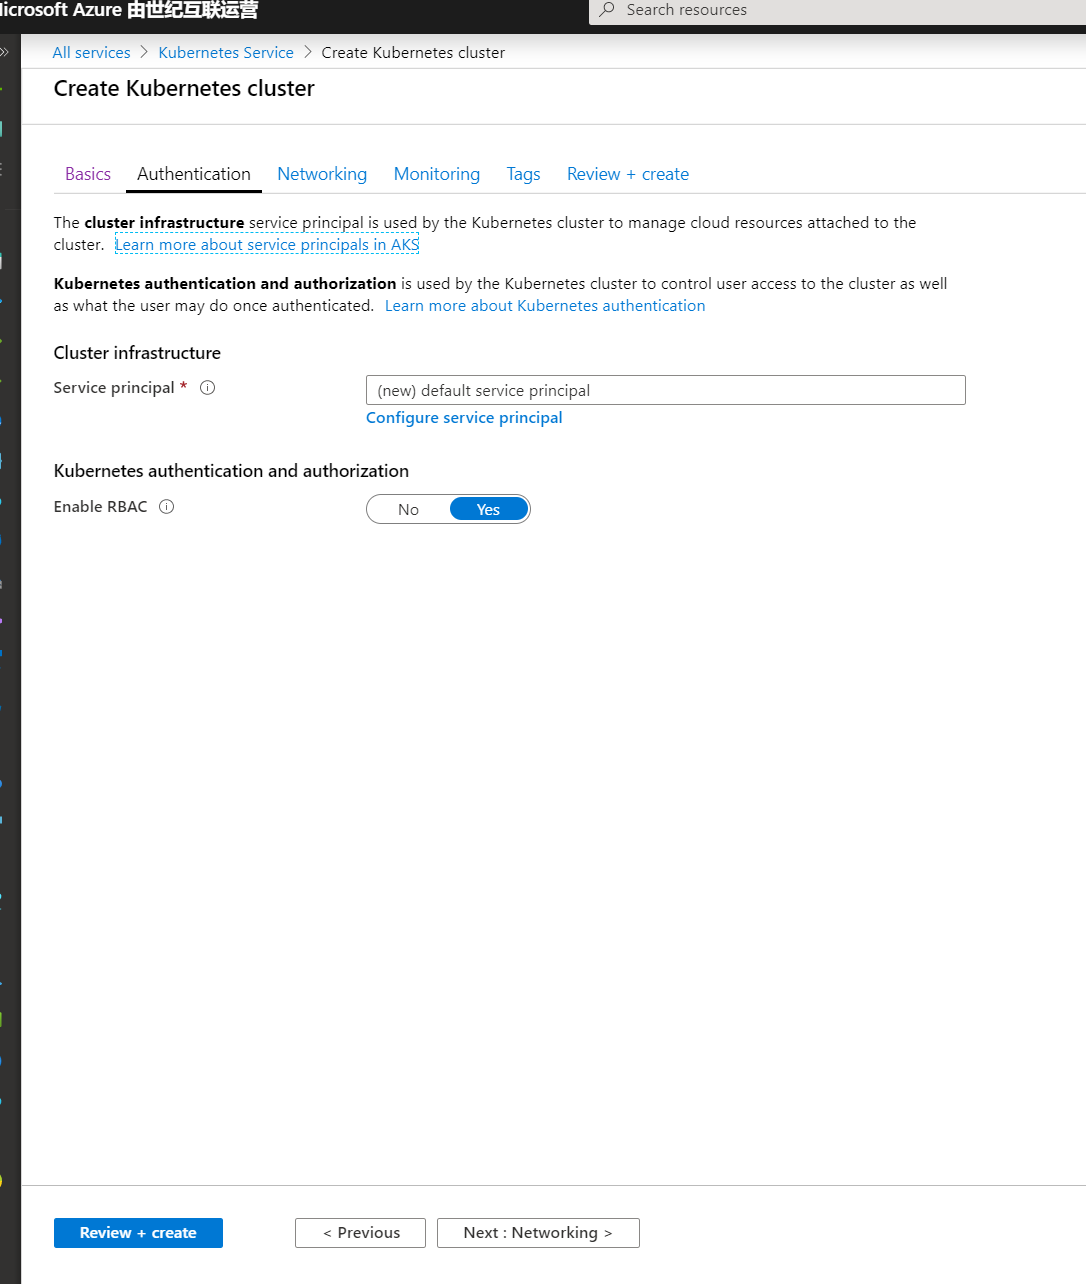 icrosoft Azure 由世纪互联运营
Search resources
All services > Kubernetes Service > Create Kubernetes cluster
Create Kubernetes cluster
Basics Authentication Networking Monitoring Tags Review + create
The cluster infrastructure service principal is used by the Kubernetes cluster to manage cloud resources attached to the
cluster. Learn more about service principals in AKS
Kubernetes authentication and authorization is used by the Kubernetes cluster to control user access to the cluster as well
as what the user may do once authenticated. Learn more about Kubernetes authentication
Cluster infrastructure
Service principal *
(new) default service principal
Configure service principal
Kubernetes authentication and authorization
Enable RBAC
No Yes
Review + create
< Previous
Next : Networking >